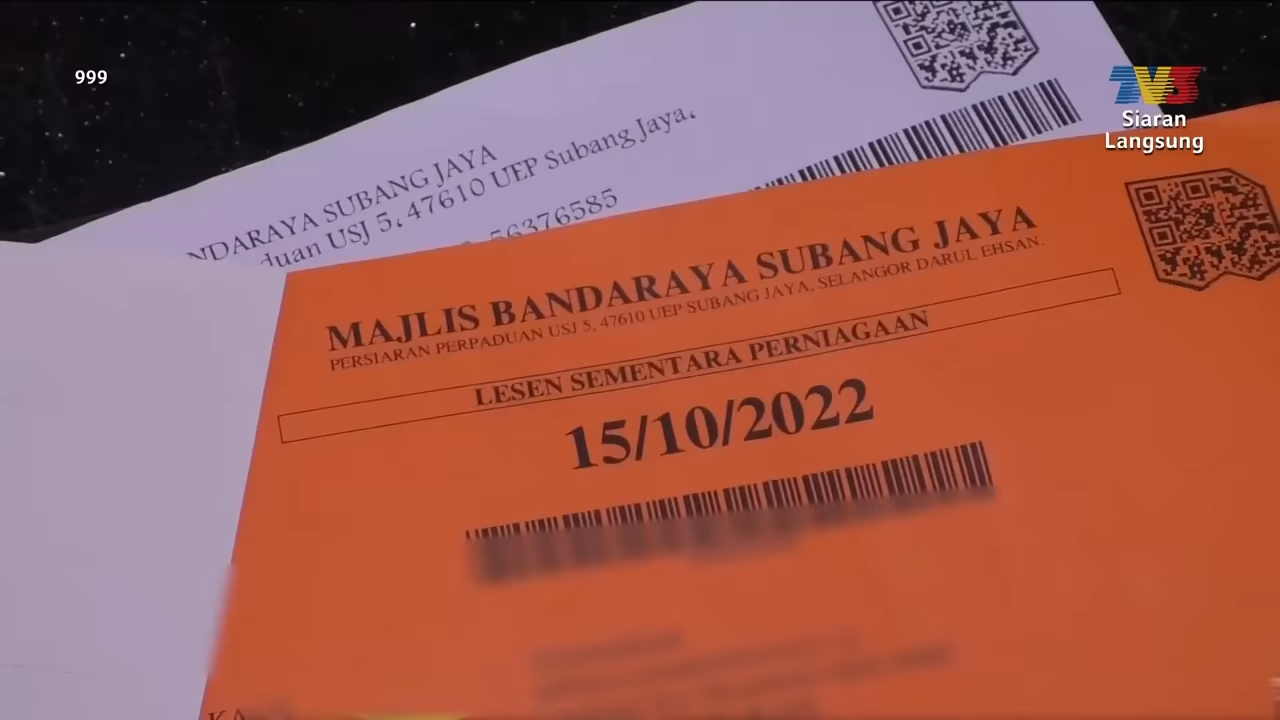 999
TV3
Siaran
Langsung
NDARAYA SUBANG JAYA
duan USJ 5, 47610 UEP Subang Jaya,
56376585
MAJLIS BANDARAYA SUBANG JAYA
PERSIARAN PERPADUAN USJ 5, 47610 UEP SUBANG JAYA, SELANGOR DARUL EHSAN.
LESEN SEMENTARA PERNIAGAAN
15/10/2022